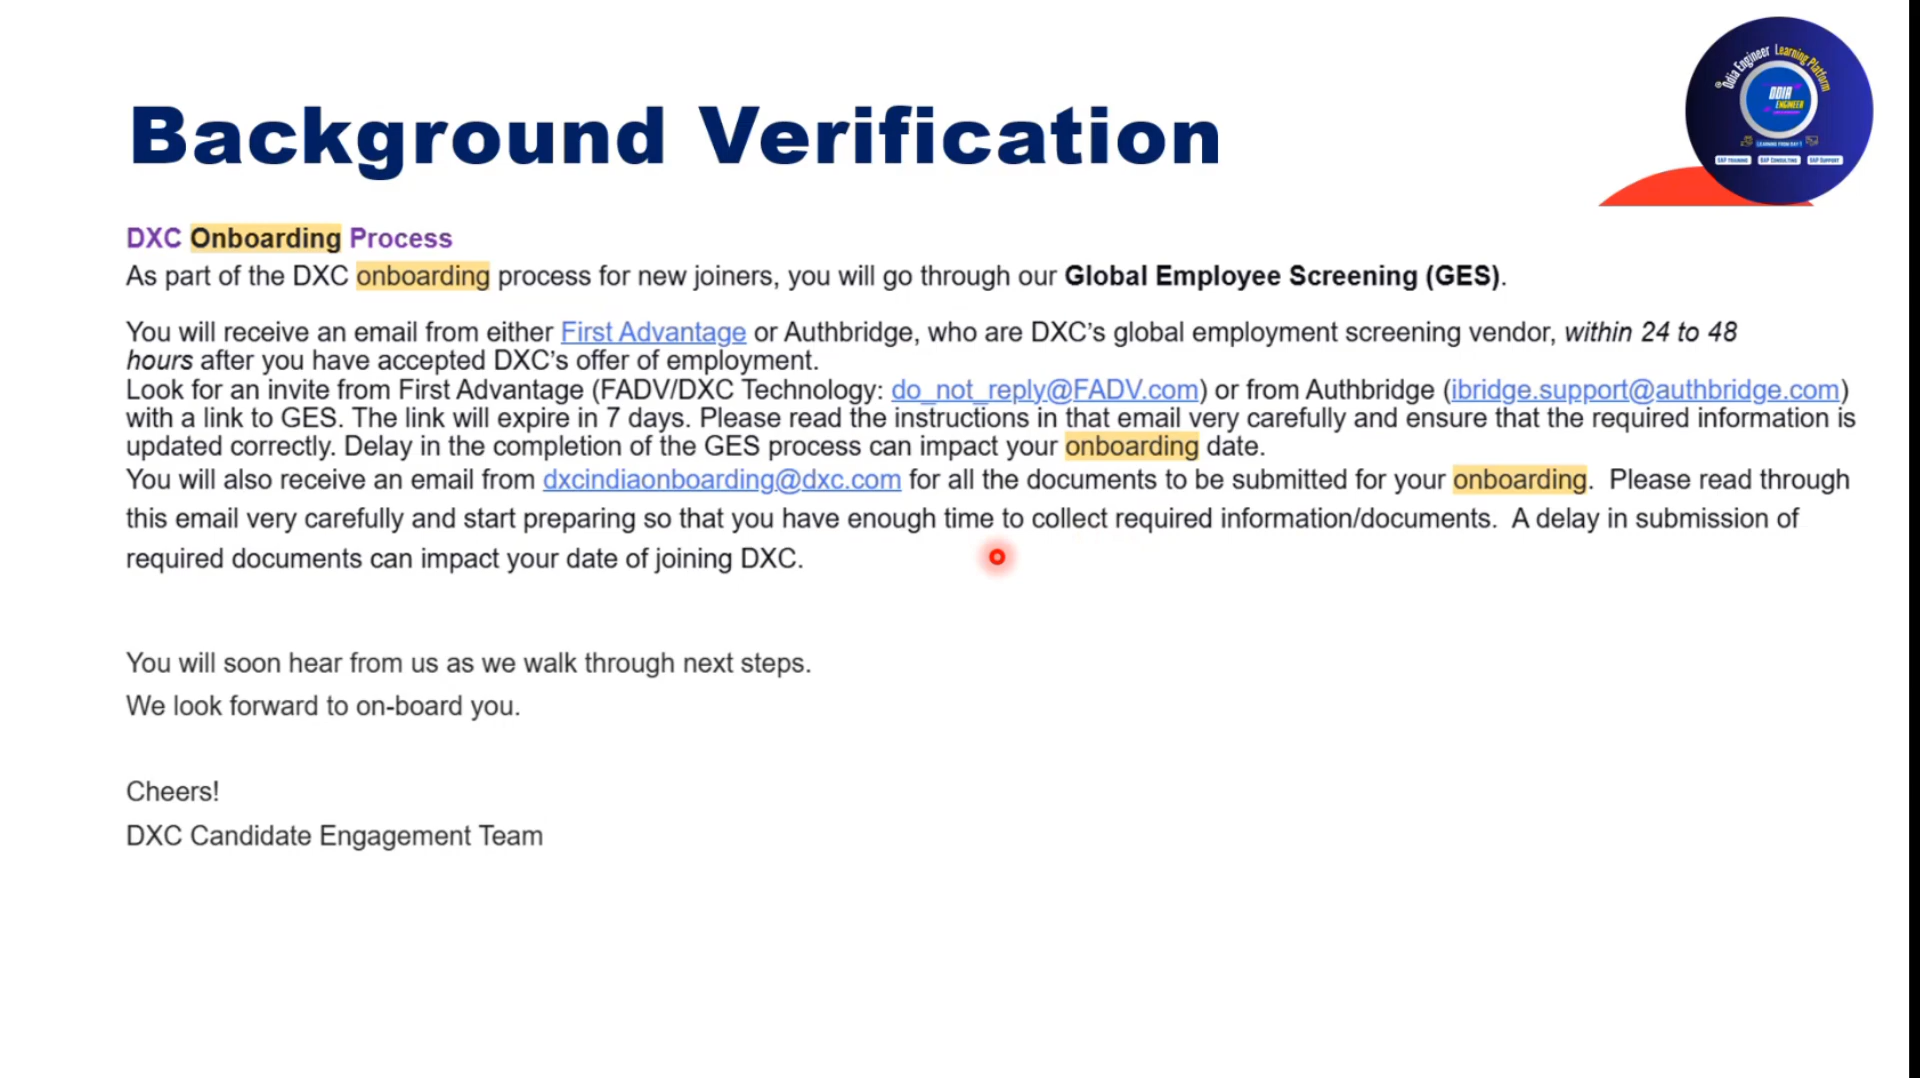 © Odia Engineer Learning Platform
ODIA
ENGINEER
LEARNING FROM DAY 1
SAP TRAINING SAP CONSULTING SAP SUPPORT
Background Verification
DXC Onboarding Process
As part of the DXC onboarding process for new joiners, you will go through our Global Employee Screening (GES).
You will receive an email from either First Advantage or Authbridge, who are DXC’s global employment screening vendor, within 24 to 48
hours after you have accepted DXC’s offer of employment.
Look for an invite from First Advantage (FADV/DXC Technology: do_not_reply@FADV.com) or from Authbridge (ibridge.support@authbridge.com)
with a link to GES. The link will expire in 7 days. Please read the instructions in that email very carefully and ensure that the required information is
updated correctly. Delay in the completion of the GES process can impact your onboarding date.
You will also receive an email from dxcindiaonboarding@dxc.com for all the documents to be submitted for your onboarding.  Please read through
this email very carefully and start preparing so that you have enough time to collect required information/documents.  A delay in submission of
required documents can impact your date of joining DXC.
You will soon hear from us as we walk through next steps.
We look forward to on-board you.
Cheers!
DXC Candidate Engagement Team